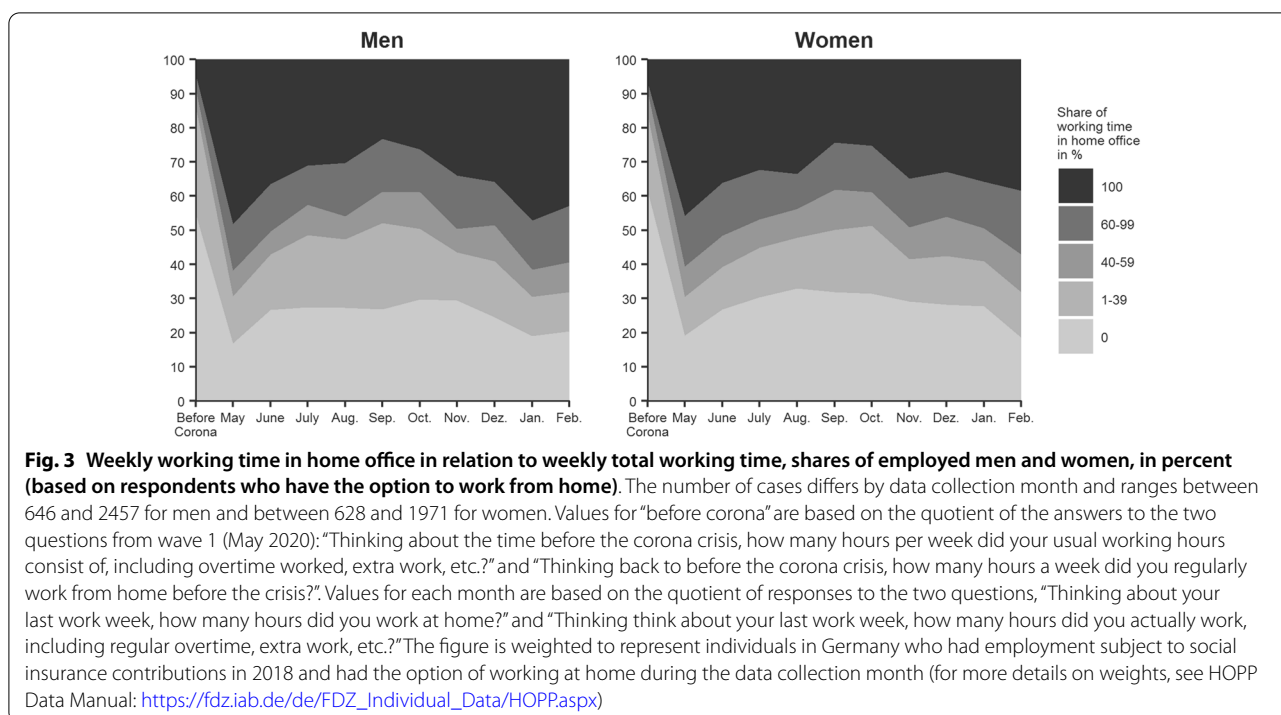 Men
Women
100
90
80
70
60
50
40
30
20
10
0
Before Corona
May
June
July
Aug.
Sep.
Oct.
Nov.
Dez.
Jan.
Feb.
100
90
80
70
60
50
40
30
20
10
0
Before Corona
May
June
July
Aug.
Sep.
Oct.
Nov.
Dez.
Jan.
Feb.
Share of
working time
in home office
in %
100
60-99
40-59
1-39
0
Fig. 3 Weekly working time in home office in relation to weekly total working time, shares of employed men and women, in percent
(based on respondents who have the option to work from home). The number of cases differs by data collection month and ranges between
646 and 2457 for men and between 628 and 1971 for women. Values for “before corona” are based on the quotient of the answers to the two
questions from wave 1 (May 2020): “Thinking about the time before the corona crisis, how many hours per week did your usual working hours
consist of, including overtime worked, extra work, etc.?” and “Thinking back to before the corona crisis, how many hours a week did you regularly
work from home before the crisis?”. Values for each month are based on the quotient of responses to the two questions, “Thinking about your
last work week, how many hours did you work at home?” and “Thinking think about your last work week, how many hours did you actually work,
including regular overtime, extra work, etc.?” The figure is weighted to represent individuals in Germany who had employment subject to social
insurance contributions in 2018 and had the option of working at home during the data collection month (for more details on weights, see HOPP
Data Manual: https://fdz.iab.de/de/FDZ_Individual_Data/HOPP.aspx)